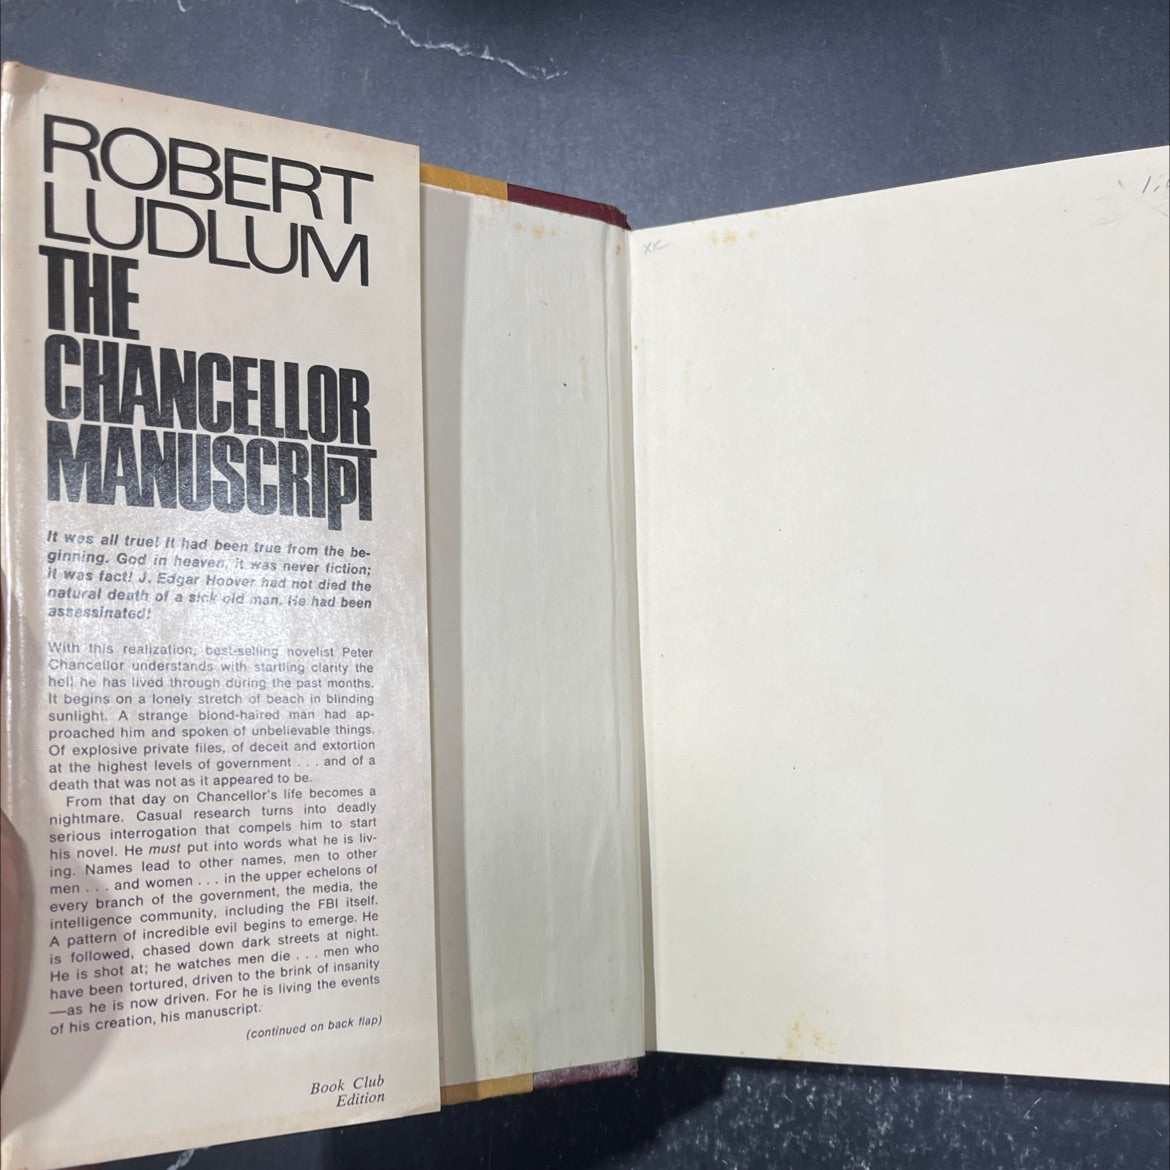 ROBERT
LUDLUM
THE
CHANCELLOR
MANUSCRIPT
It was all true! It had been true from the be-
ginning. God in heaven, it was never fiction;
it was fact! J. Edgar Hoover had not died the
natural death of a sick old man. He had been
assassinated!
With this realization, best-selling novelist Peter
Chancellor understands with startling clarity the
hell he has lived through during the past months.
It begins on a lonely stretch of beach in blinding
sunlight. A strange blond-haired man had ap-
proached him and spoken of unbelievable things.
Of explosive private files, of deceit and extortion
at the highest levels of government . . . and of a
death that was not as it appeared to be.
From that day on Chancellor's life becomes a
nightmare. Casual research turns into deadly
serious interrogation that compels him to start
his novel. He must put into words what he is liv-
ing. Names lead to other names, men to other
men . . . and women . . . in the upper echelons of
every branch of the government, the media, the
intelligence community, including the FBI itself.
A pattern of incredible evil begins to emerge. He
is followed, chased down dark streets at night.
He is shot at; he watches men die . . . men who
have been tortured, driven to the brink of insanity
—as he is now driven. For he is living the events
of his creation, his manuscript.
(continued on back flap)
Book Club
Edition